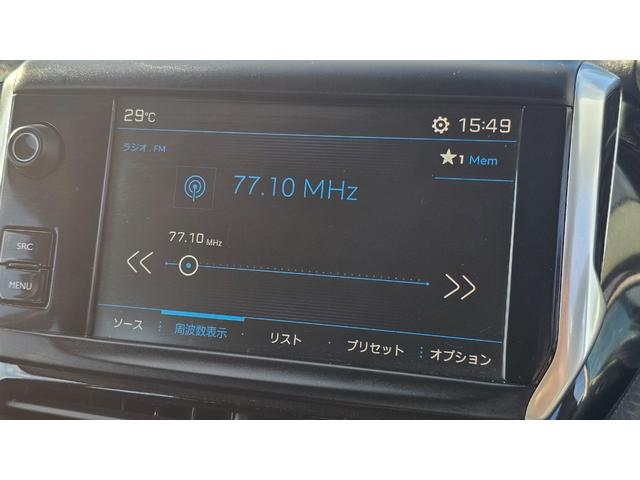 29℃
15:49
ラジオ . FM
★1 Mem
77.10 MHz
77.10 MHz
SRC
MENU
ソース
周波数表示
リスト
プリセット
オプション